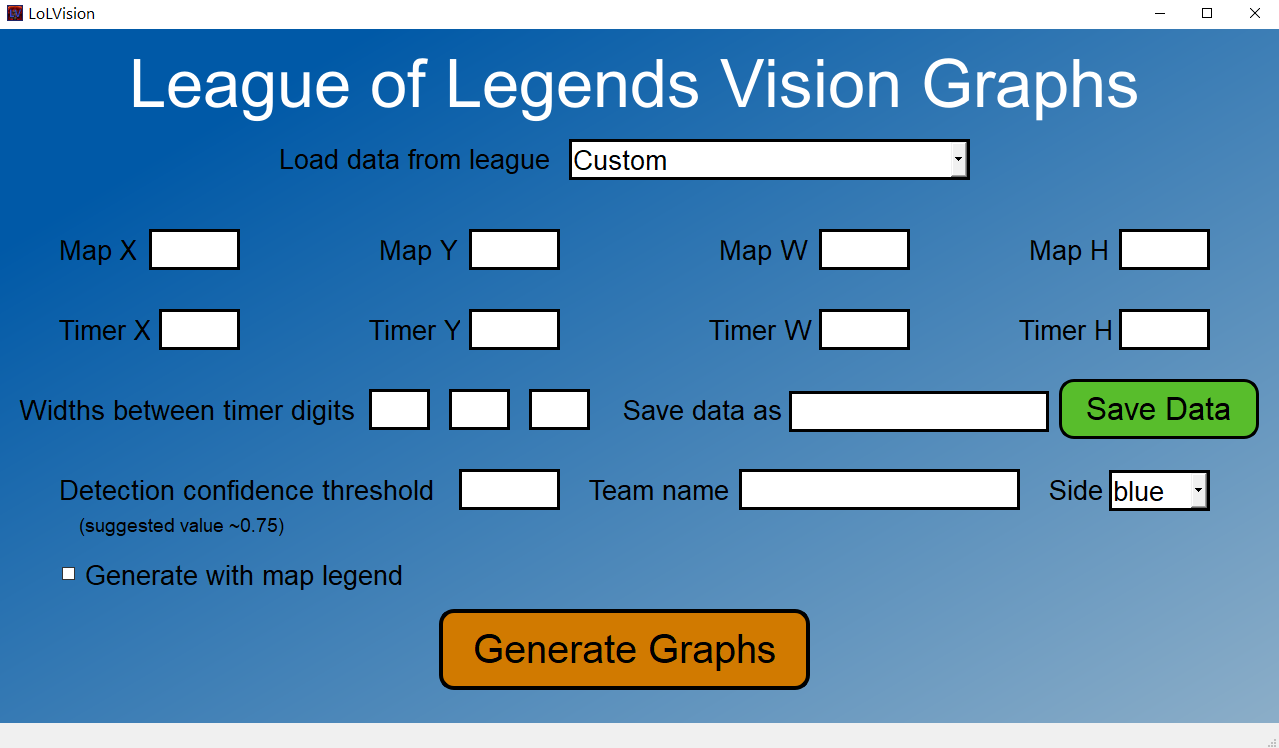 LoLVision
League of Legends Vision Graphs
Load data from league Custom
Map X Map Y Map W Map H
Timer X Timer Y Timer W Timer H
Widths between timer digits Save data as Save Data
Detection confidence threshold Team name Side blue
(suggested value ~0.75)
Generate with map legend
Generate Graphs